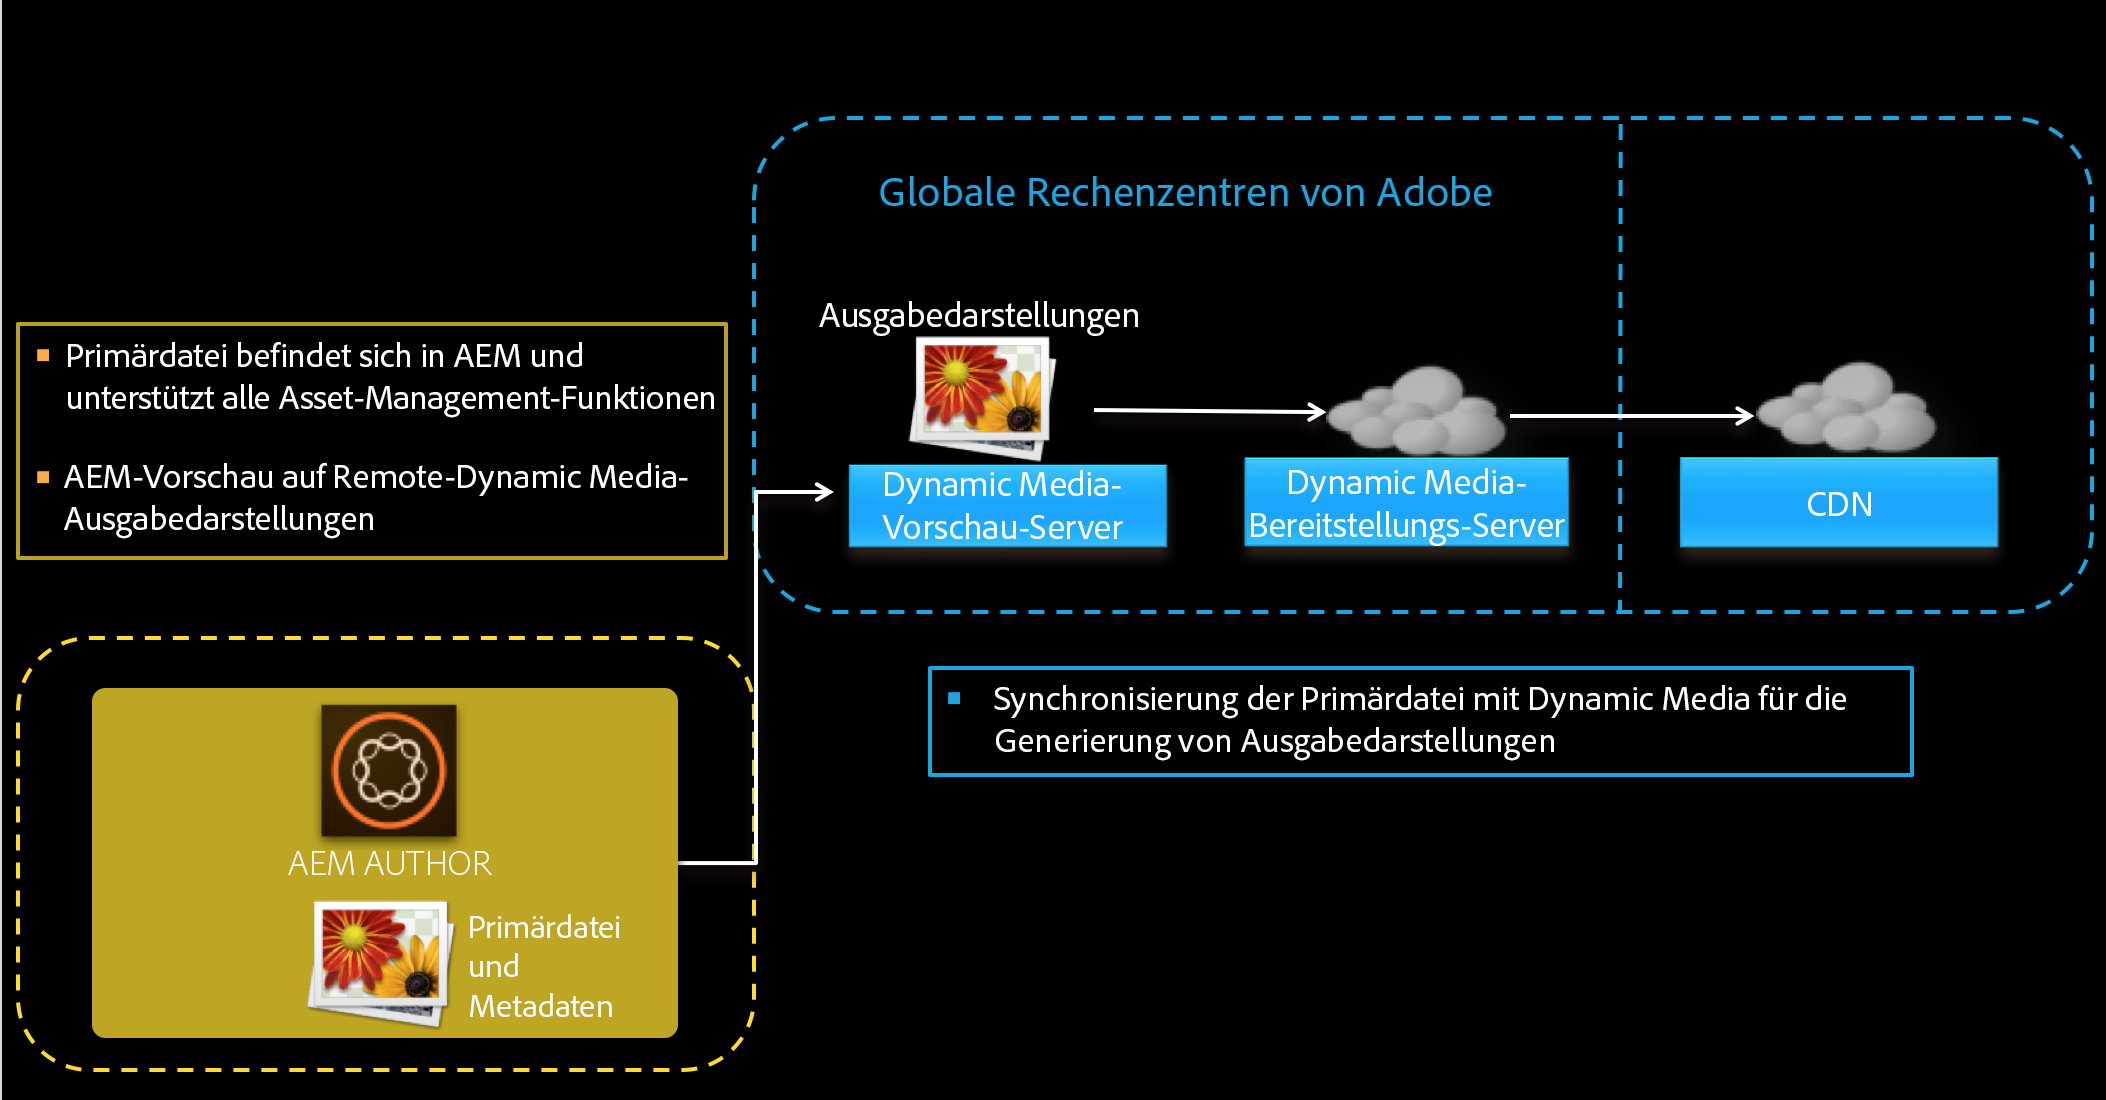 Globale Rechenzentren von Adobe
Ausgabedarstellungen
Primärdatei befindet sich in AEM und
unterstützt alle Asset-Management-Funktionen
AEM-Vorschau auf Remote-Dynamic Media-
Ausgabedarstellungen
Dynamic Media-
Vorschau-Server
Dynamic Media-
Bereitstellungs-Server
CDN
Synchronisierung der Primärdatei mit Dynamic Media für die
Generierung von Ausgabedarstellungen
AEM AUTHOR
Primärdatei
und
Metadaten